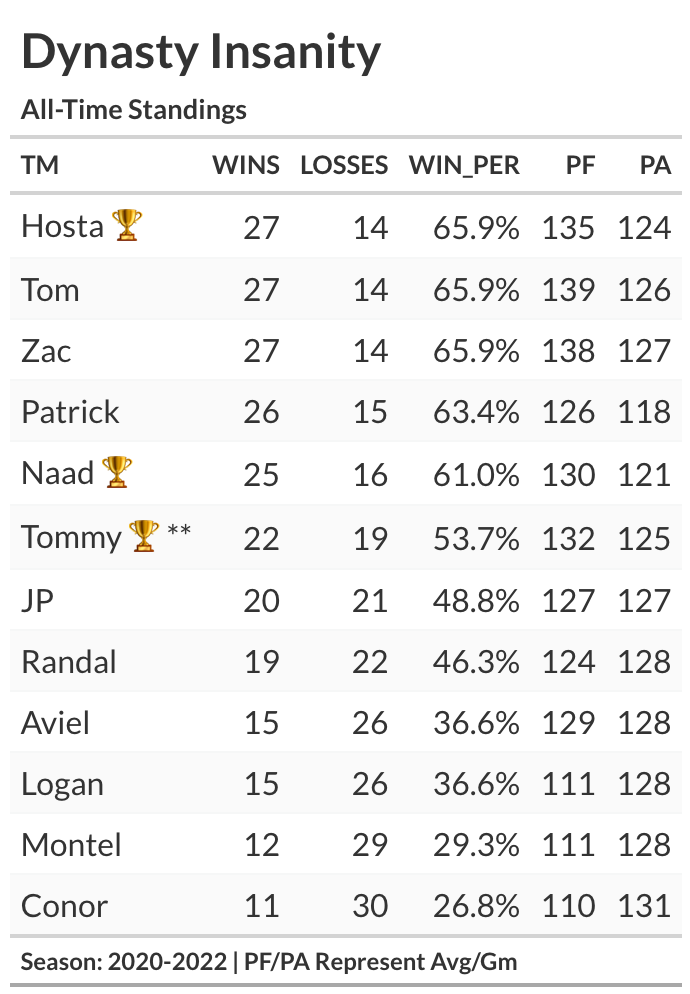 Dynasty Insanity
All-Time Standings
TM WINS LOSSES WIN_PER PF PA
Hosta 🏆 27 14 65.9% 135 124
Tom 27 14 65.9% 139 126
Zac 27 14 65.9% 138 127
Patrick 26 15 63.4% 126 118
Naad 🏆 25 16 61.0% 130 121
Tommy 🏆 ** 22 19 53.7% 132 125
JP 20 21 48.8% 127 127
Randal 19 22 46.3% 124 128
Aviel 15 26 36.6% 129 128
Logan 15 26 36.6% 111 128
Montel 12 29 29.3% 111 128
Conor 11 30 26.8% 110 131
Season: 2020-2022 | PF/PA Represent Avg/Gm